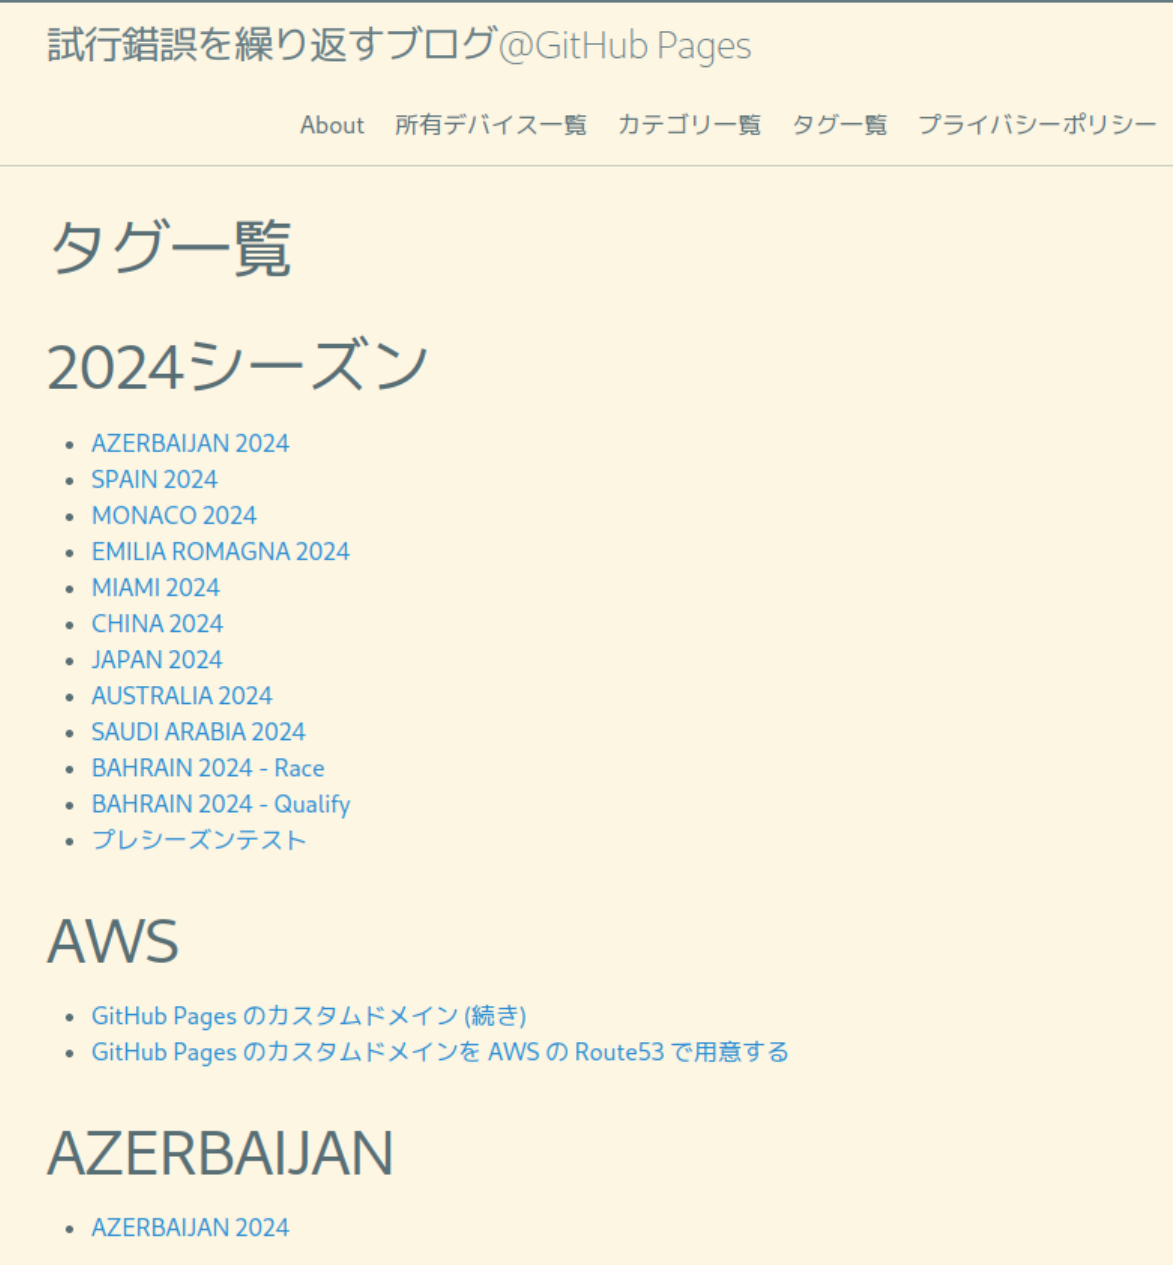 試行錯誤を繰り返すブログ@GitHub Pages
About 所有デバイス一覧 カテゴリ一覧 タグ一覧 プライバシーポリシー
タグ一覧
2024シーズン
AZERBAIJAN 2024
SPAIN 2024
MONACO 2024
EMILIA ROMAGNA 2024
MIAMI 2024
CHINA 2024
JAPAN 2024
AUSTRALIA 2024
SAUDI ARABIA 2024
BAHRAIN 2024 - Race
BAHRAIN 2024 - Qualify
プレシーズンテスト
AWS
GitHub Pages のカスタムドメイン (続き)
GitHub Pages のカスタムドメインを AWS の Route53 で用意する
AZERBAIJAN
AZERBAIJAN 2024